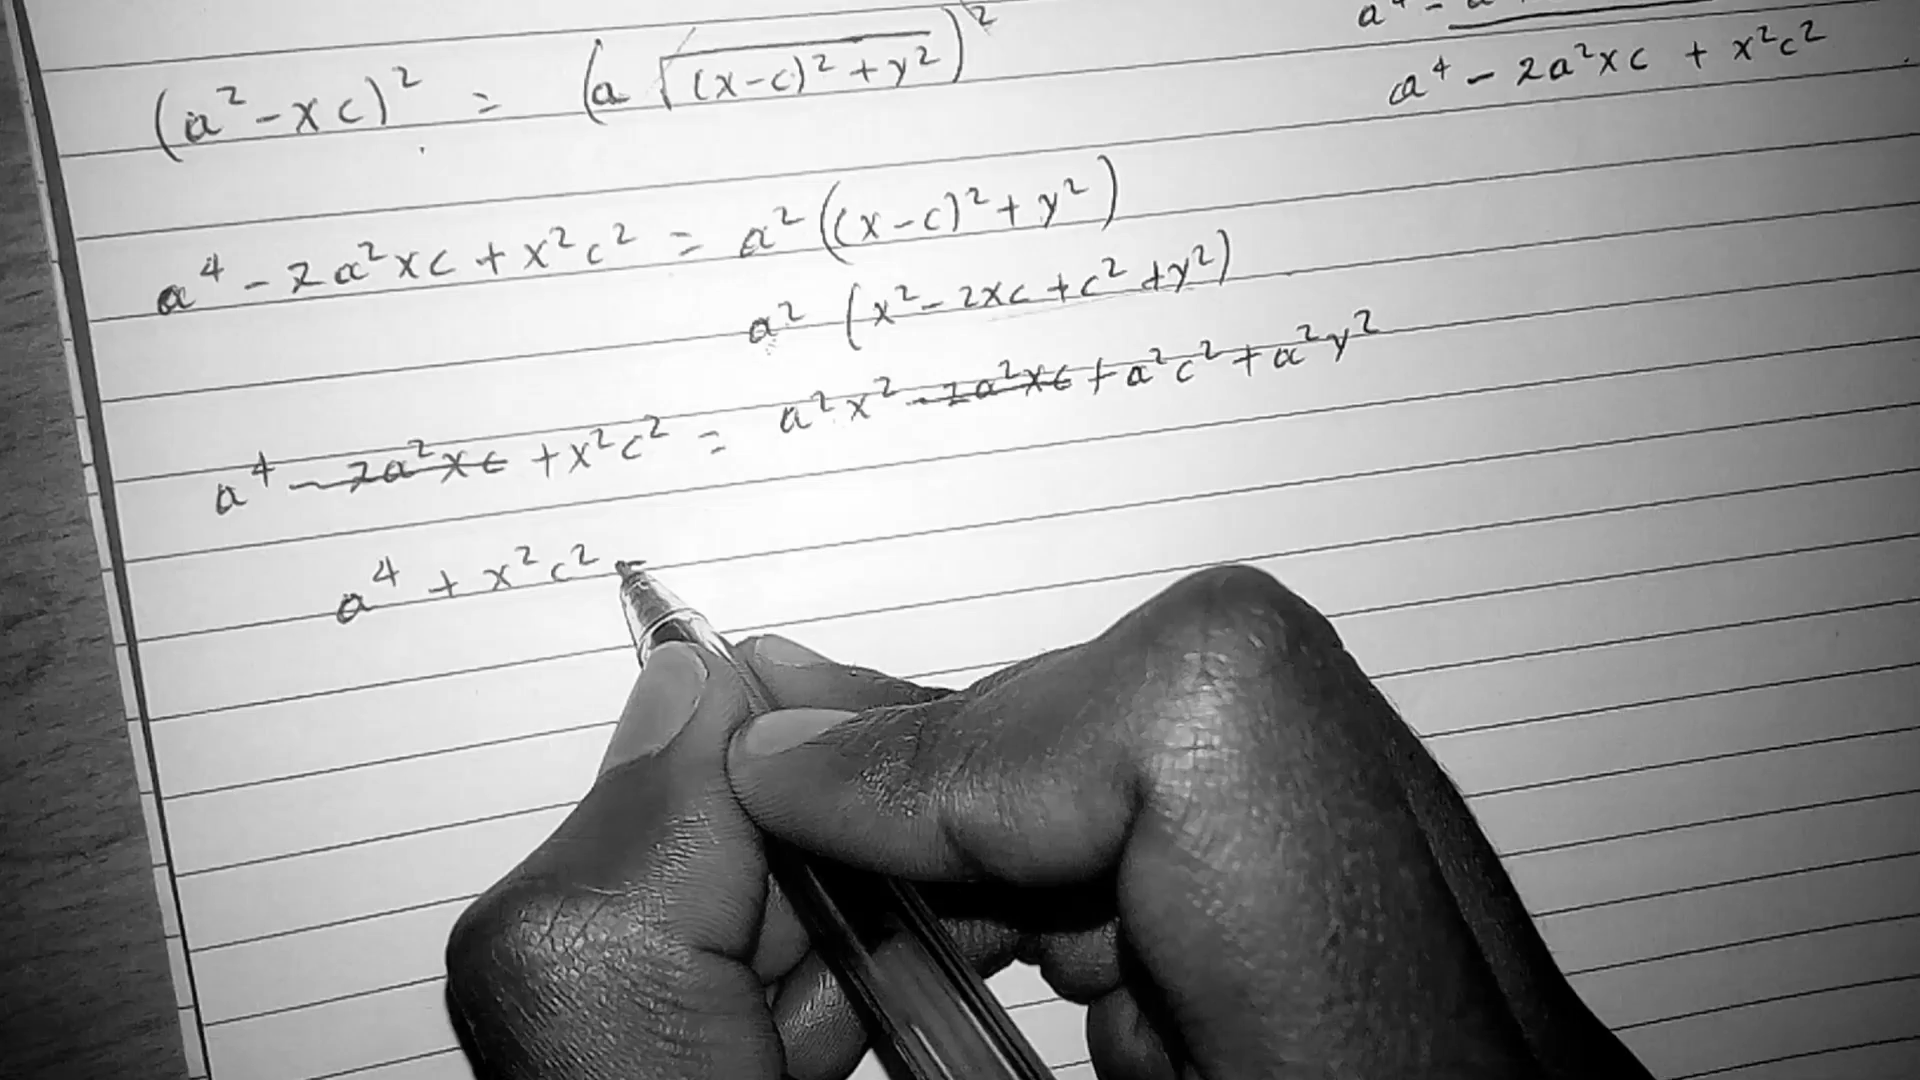 (a² - xc)² = (a √((x-c)² + y²))²
a⁴ - 2a²xc + x²c²
a⁴ - 2a²xc + x²c² = a² ((x-c)² + y²)
a² (x² - 2xc + c² + y²)
a⁴ - 2a²xc + x²c² = a²x² - 2a²xc + a²c² + a²y²
a⁴ + x²c² =